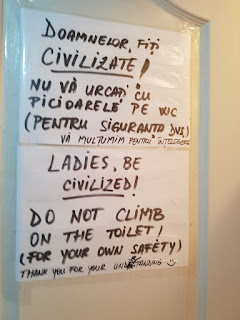 DOAMNELOR, FIȚI
CIVILIZATE!
NU VĂ URCAȚI CU
PICIOARELE PE WC
(PENTRU SIGURANTA DVS)
VĂ MULȚUMIM PENTRU ÎNȚELEGERE
LADIES, BE
CIVILIZED!
DO NOT CLIMB
ON THE TOILET!
(FOR YOUR OWN SAFETY)
THANK YOU FOR YOUR UNDERSTANDING